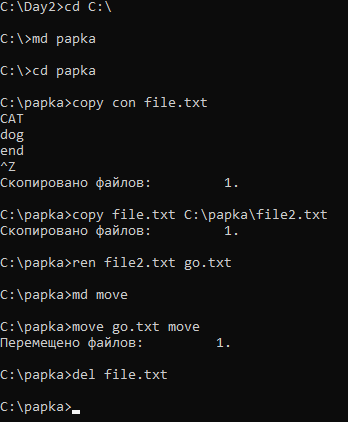 C:\Day2>cd C:\
C:\>md papka
C:\>cd papka
C:\papka>copy con file.txt
CAT
dog
end
^Z
Скопировано файлов:         1.
C:\papka>copy file.txt C:\papka\file2.txt
Скопировано файлов:         1.
C:\papka>ren file2.txt go.txt
C:\papka>md move
C:\papka>move go.txt move
Перемещено файлов:         1.
C:\papka>del file.txt
C:\papka>